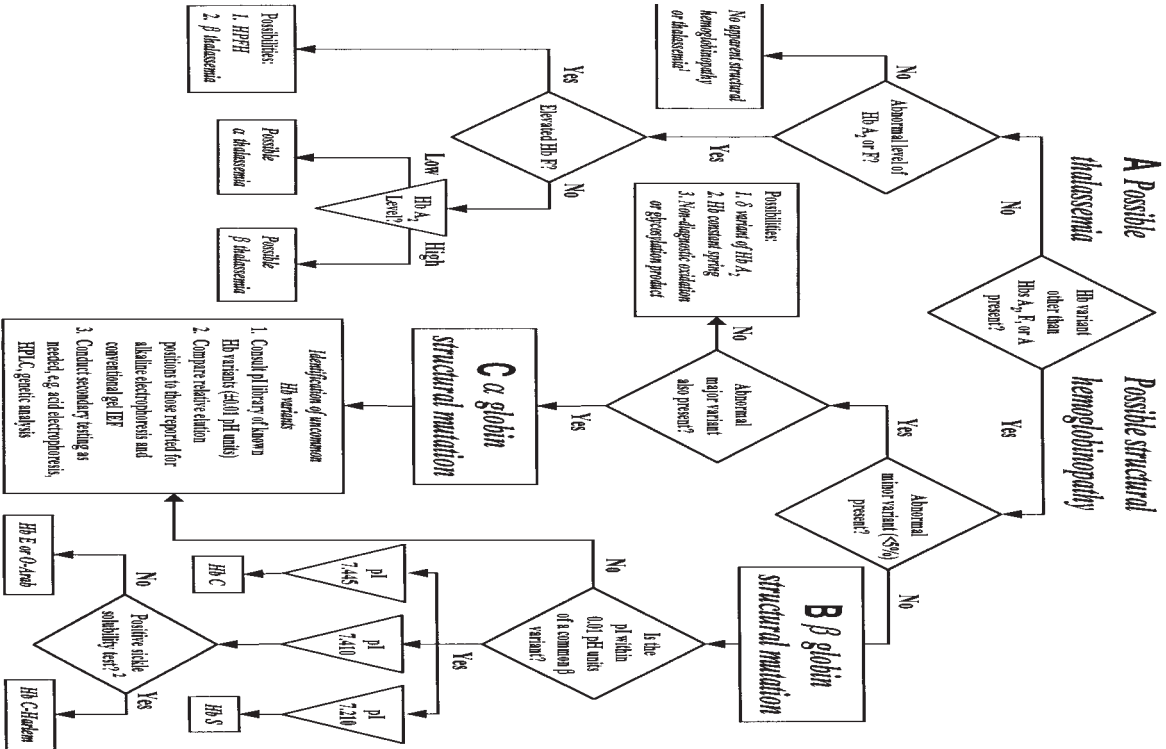 A Possible
thalassemia
Possible structural
hemoglobinopathy
Hb variant
other than
Hbs A₂, F, or A
present?
No
Yes
Abnormal level of
Hb A₂ or F?
No
Yes
No apparent structural
hemoglobinopathy
or thalassemia¹
Elevated Hb F?
Yes
No
Possibilities:
1. HPFH
2. β thalassemia
Hb A₂
Level?
Low
High
Possible
α thalassemia
Possible
β thalassemia
Abnormal
minor variant (<5%)
present?
Yes
No
Abnormal
major variant
also present?
No
Yes
Possibilities:
1. δ variant of Hb A₂
2. Hb constant spring
3. Non-diagnostic oxidation
or glycosylation product
C α globin
structural mutation
Identification of uncommon
Hb variants
1. Consult pI library of known
Hb variants (±0.01 pH units)
2. Compare relative elution
positions to those reported for
alkaline electrophoresis and
conventional gel IEF
3. Conduct secondary testing as
needed, e.g. acid electrophoresis,
HPLC, genetic analysis
B β globin
structural mutation
Is the
pI within
0.01 pH units
of a common β
variant?
No
Yes
pI
7.445
pI
7.410
pI
7.210
Hb C
Hb S
Positive sickle
solubility test?²
No
Yes
Hb E or O-Arab
Hb C-Harlem